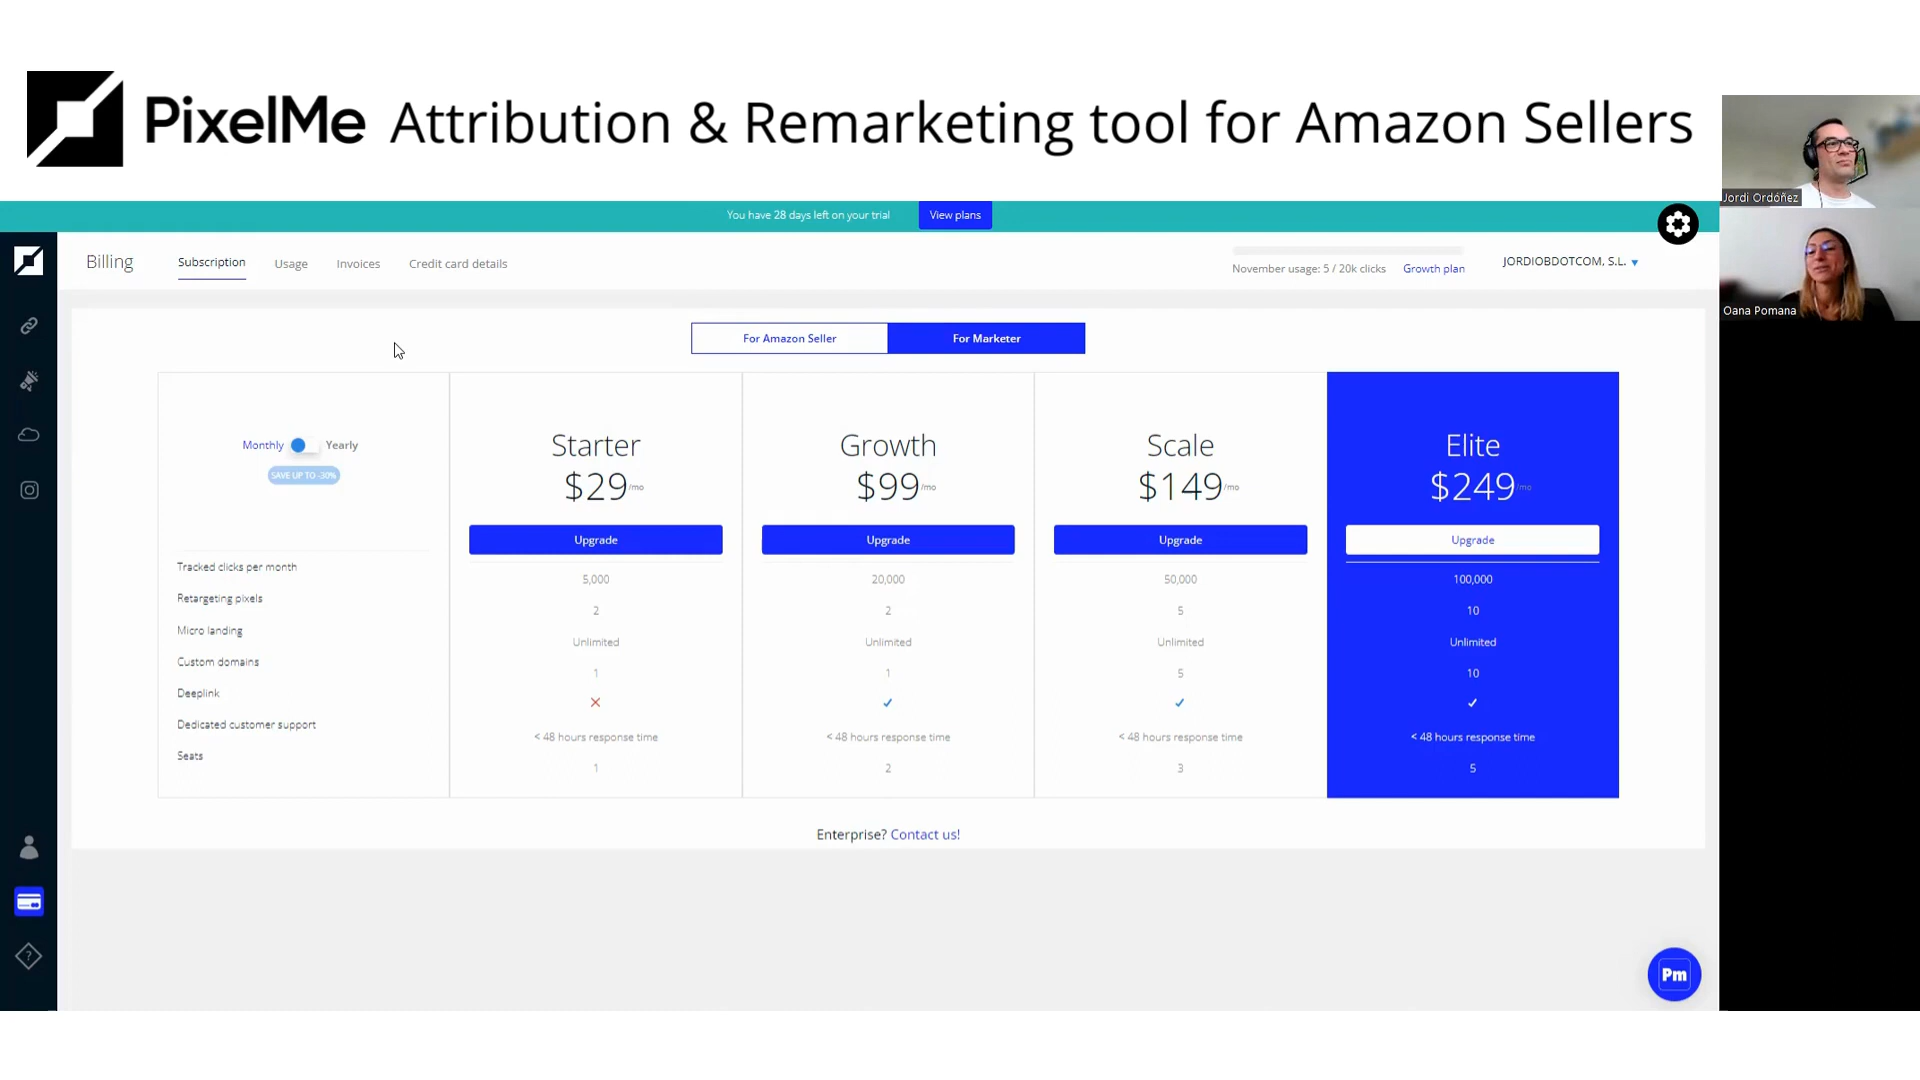 PixelMe Attribution & Remarketing tool for Amazon Sellers
Jordi Ordóñez
You have 28 days left on your trial View plans
Billing Subscription Usage Invoices Credit card details
November usage: 5 / 20k clicks Growth plan JORDIOBDOTCOM, S.L.
Oana Pomana
For Amazon Seller For Marketer
Monthly Yearly
SAVE UP TO -30%
Starter Growth Scale Elite
$29/mo $99/mo $149/mo $249/mo
Upgrade Upgrade Upgrade Upgrade
Tracked clicks per month 5,000 20,000 50,000 100,000
Retargeting pixels 2 2 5 10
Micro landing Unlimited Unlimited Unlimited Unlimited
Custom domains 1 1 5 10
Deeplink
Dedicated customer support < 48 hours response time < 48 hours response time < 48 hours response time < 48 hours response time
Seats 1 2 3 5
Enterprise? Contact us!
Pm